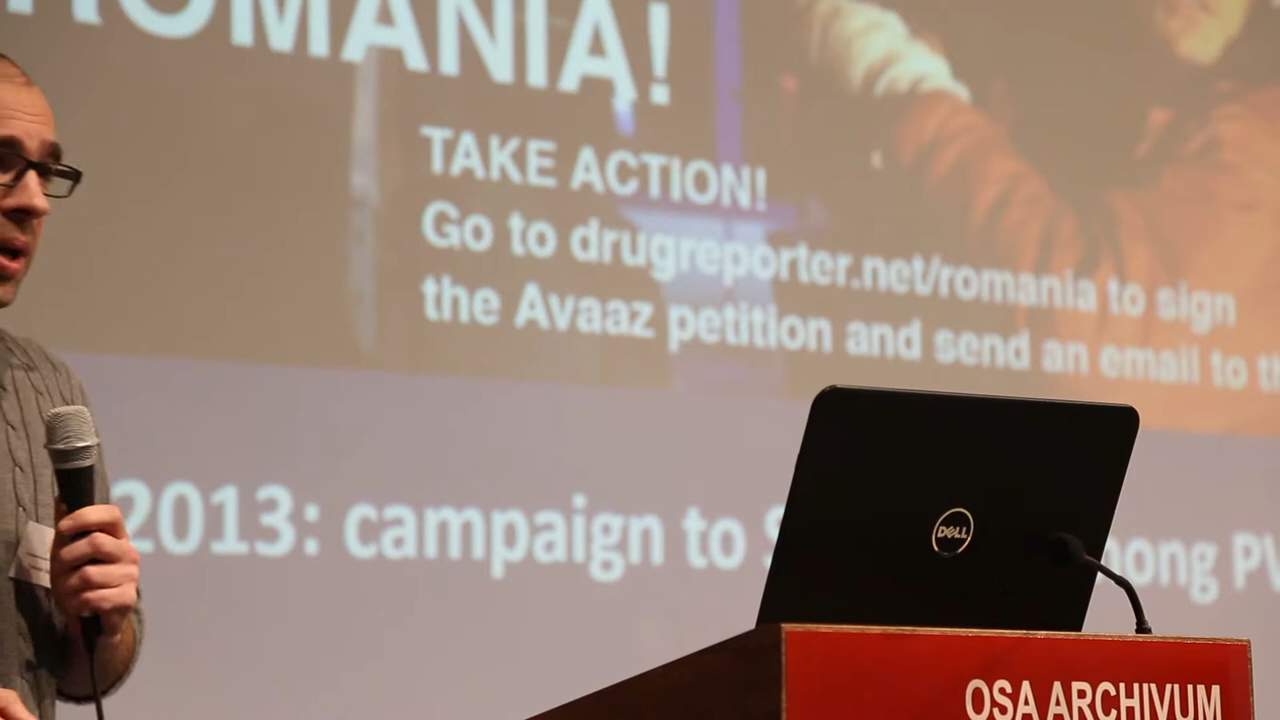 ROMANIA!
TAKE ACTION!
Go to drugreporter.net/romania to sign
the Avaaz petition and send an email to
2013: campaign to
DELL
OSA ARCHIVUM